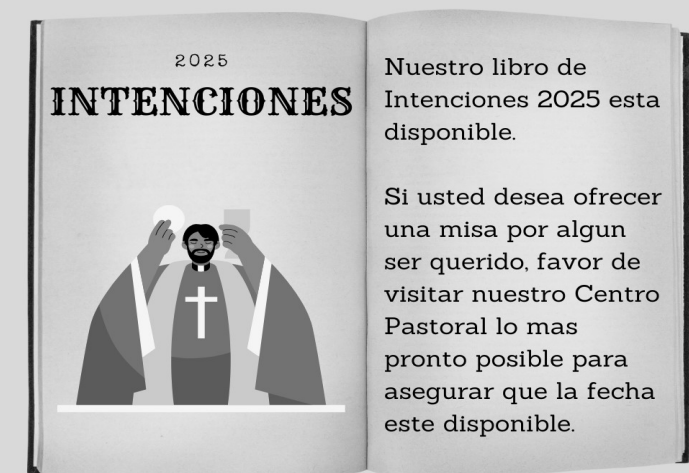 2025
INTENCIONES
Nuestro libro de
Intenciones 2025 esta
disponible.
Si usted desea ofrecer
una misa por algun
ser querido, favor de
visitar nuestro Centro
Pastoral lo mas
pronto posible para
asegurar que la fecha
este disponible.